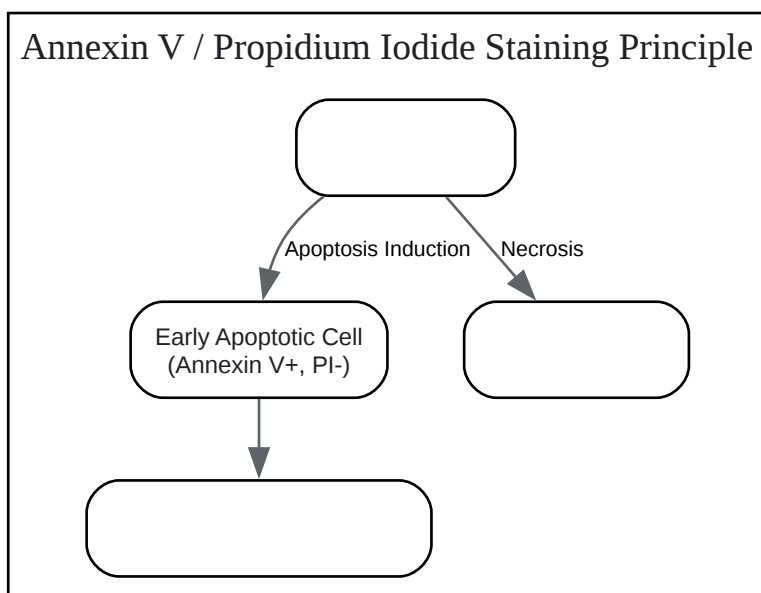 Annexin V / Propidium Iodide Staining Principle
Apoptosis Induction
Necrosis
Early Apoptotic Cell
(Annexin V+, PI-)